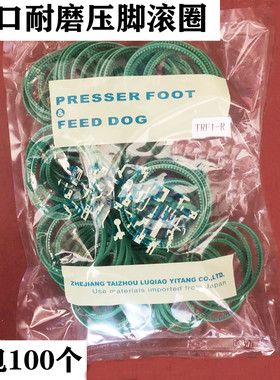 口耐磨压脚滚圈
PRESSER FOOT
&
FEED DOG
TRF1-R
ZHEJIANG TAIZHOU LUQIAO YITANG CO.,LTD.
Use materials imported from Japan
包100个